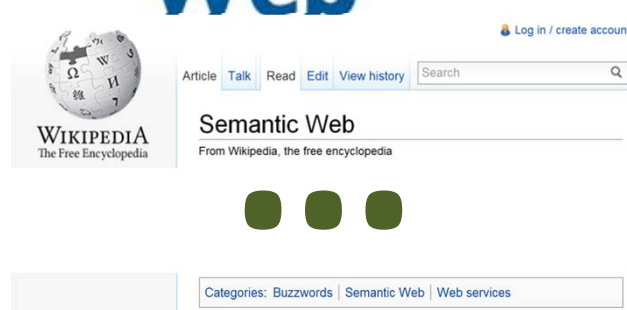 Web
Log in / create accoun
Article Talk Read Edit View history Search
WIKIPEDIA
The Free Encyclopedia
Semantic Web
From Wikipedia, the free encyclopedia
Categories: Buzzwords | Semantic Web | Web services